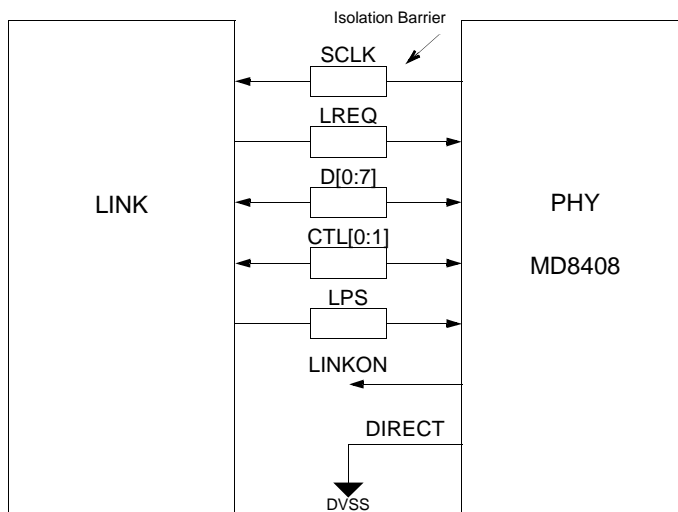 Isolation Barrier
SCLK
LREQ
D[0:7]
LINK
PHY
CTL[0:1]
MD8408
LPS
LINKON
DIRECT
DVSS